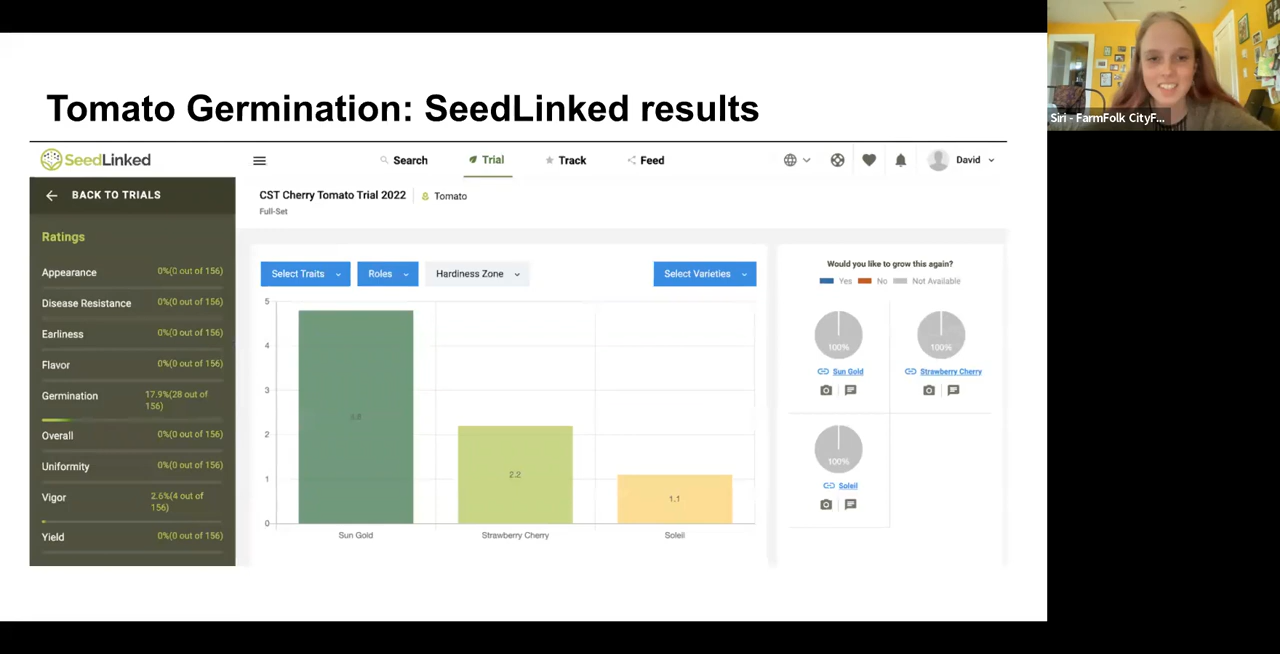 Tomato Germination: SeedLinked results
SeedLinked
Search
Trial
Track
Feed
David
BACK TO TRIALS
CST Cherry Tomato Trial 2022
Tomato
Full-Set
Ratings
Appearance 0%(0 out of 156)
Disease Resistance 0%(0 out of 156)
Earliness 0%(0 out of 156)
Flavor 0%(0 out of 156)
Germination 17.9%(28 out of
156)
Overall 0%(0 out of 156)
Uniformity 0%(0 out of 156)
Vigor 2.6%(4 out of
156)
Yield 0%(0 out of 156)
Select Traits
Roles
Hardiness Zone
Select Varieties
5
4
3
2
1
0
4.8
2.2
1.1
Sun Gold
Strawberry Cherry
Soleil
Would you like to grow this again?
Yes No Not Available
100%
Sun Gold
100%
Strawberry Cherry
100%
Soleil
Siri - FarmFolk CityF...